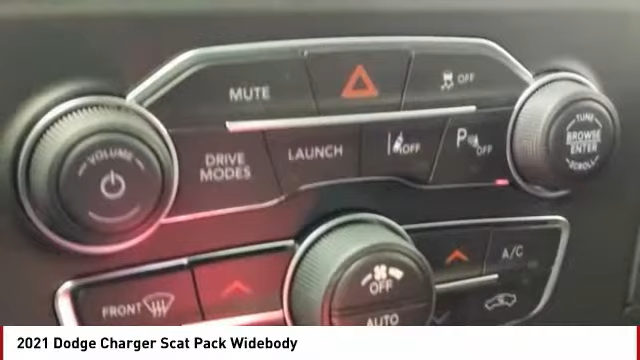 MUTE
OFF
VOLUME
DRIVE MODES
LAUNCH
OFF
P OFF
TUNE
BROWSE
ENTER
SCROLL
FRONT
OFF
AUTO
A/C
2021 Dodge Charger Scat Pack Widebody